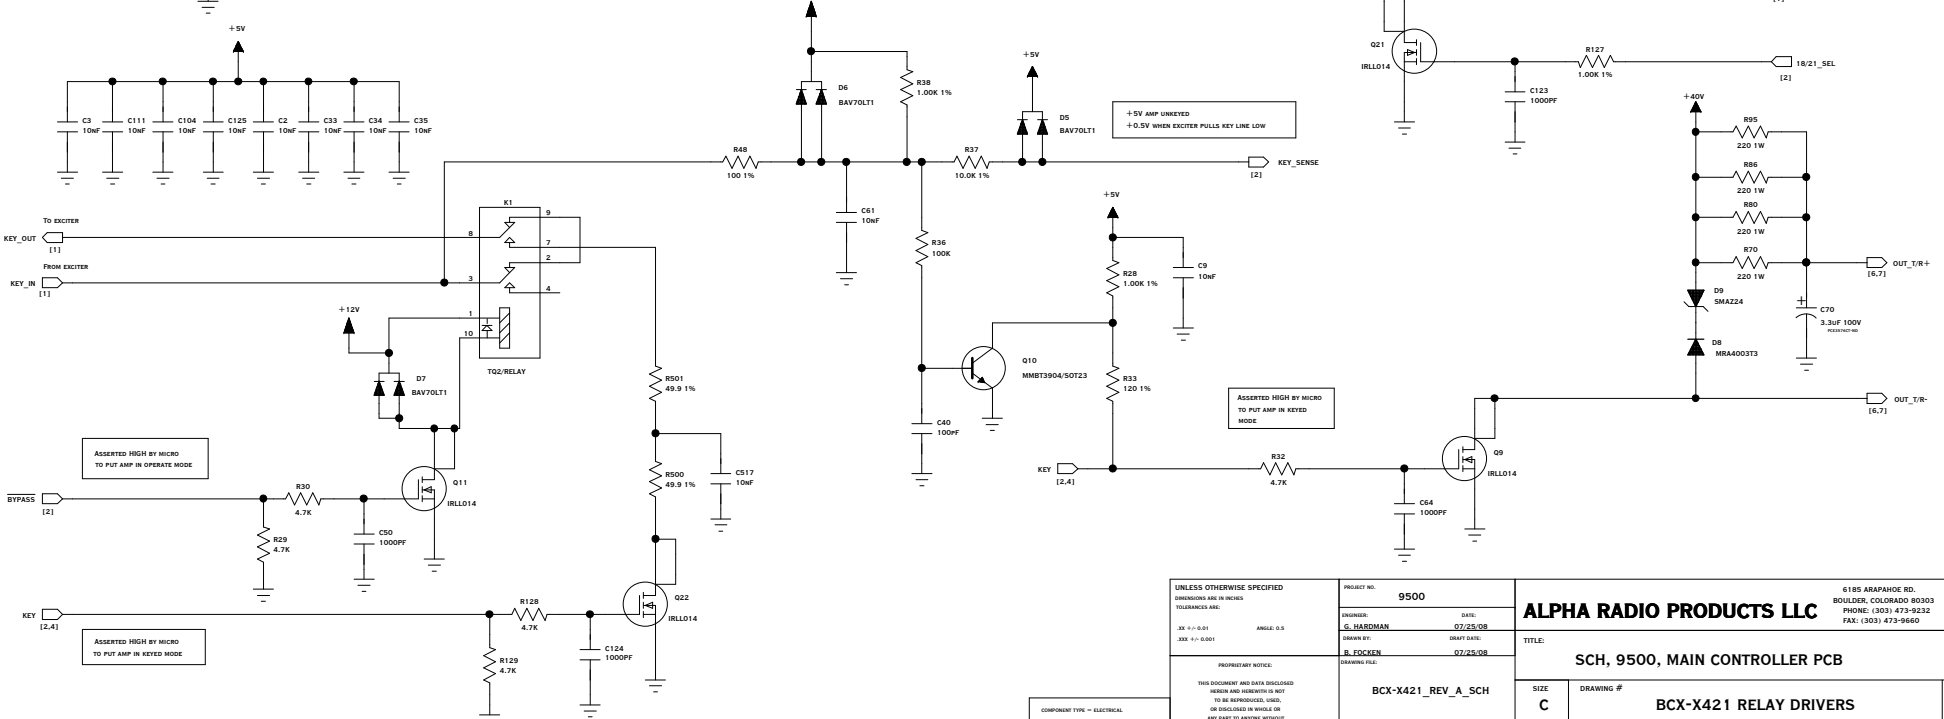 [1]
+5V
Q21
IRLL014
R127
1.00K 1%
18/21_SEL
[2]
C123
1000PF
C3
10NF
C111
10NF
C104
10NF
C125
10NF
C2
10NF
C33
10NF
C34
10NF
C35
10NF
D6
BAV70LT1
R38
1.00K 1%
+5V
D5
BAV70LT1
+5V AMP UNKEYED
+0.5V WHEN EXCITER PULLS KEY LINE LOW
R48
100 1%
R37
10.0K 1%
KEY_SENSE
[2]
+40V
R95
220 1W
R86
220 1W
R80
220 1W
R70
220 1W
OUT_T/R+
[6,7]
D9
SMAZ24
C70
3.3UF 100V
D8
MRA4003T3
OUT_T/R-
[6,7]
TO EXCITER
KEY_OUT
[1]
FROM EXCITER
KEY_IN
[1]
K1
9
8
7
2
3
4
1
10
TQ2/RELAY
C61
10NF
R36
100K
+5V
R28
1.00K 1%
C9
10NF
+12V
D7
BAV70LT1
R501
49.9 1%
Q10
MMBT3904/SOT23
R33
120 1%
C40
100PF
ASSERTED HIGH BY MICRO
TO PUT AMP IN KEYED
MODE
ASSERTED HIGH BY MICRO
TO PUT AMP IN OPERATE MODE
BYPASS
[2]
R30
4.7K
R29
4.7K
C50
1000PF
Q11
IRLL014
R500
49.9 1%
C517
10NF
KEY
[2,4]
R32
4.7K
C64
1000PF
Q9
IRLL014
KEY
[2,4]
ASSERTED HIGH BY MICRO
TO PUT AMP IN KEYED MODE
R128
4.7K
R129
4.7K
C124
1000PF
Q22
IRLL014
UNLESS OTHERWISE SPECIFIED
DIMENSIONS ARE IN INCHES
TOLERANCES ARE:
.XX +/- 0.01 ANGLE: 0.5
.XXX +/- 0.001
PROPRIETARY NOTICE:
THIS DOCUMENT AND DATA DISCLOSED
HEREIN AND HEREWITH IS NOT
TO BE REPRODUCED, USED,
OR DISCLOSED IN WHOLE OR
ANY PART TO ANYONE WITHOUT
COMPONENT TYPE = ELECTRICAL
PROJECT NO.
9500
ENGINEER: DATE:
G. HARDMAN 07/25/08
DRAWN BY: DRAFT DATE:
B. FOCKEN 07/25/08
DRAWING FILE:
BCX-X421_REV_A_SCH
ALPHA RADIO PRODUCTS LLC
6185 ARAPAHOE RD.
BOULDER, COLORADO 80303
PHONE: (303) 473-9232
FAX: (303) 473-9660
TITLE:
SCH, 9500, MAIN CONTROLLER PCB
SIZE
C
DRAWING #
BCX-X421 RELAY DRIVERS